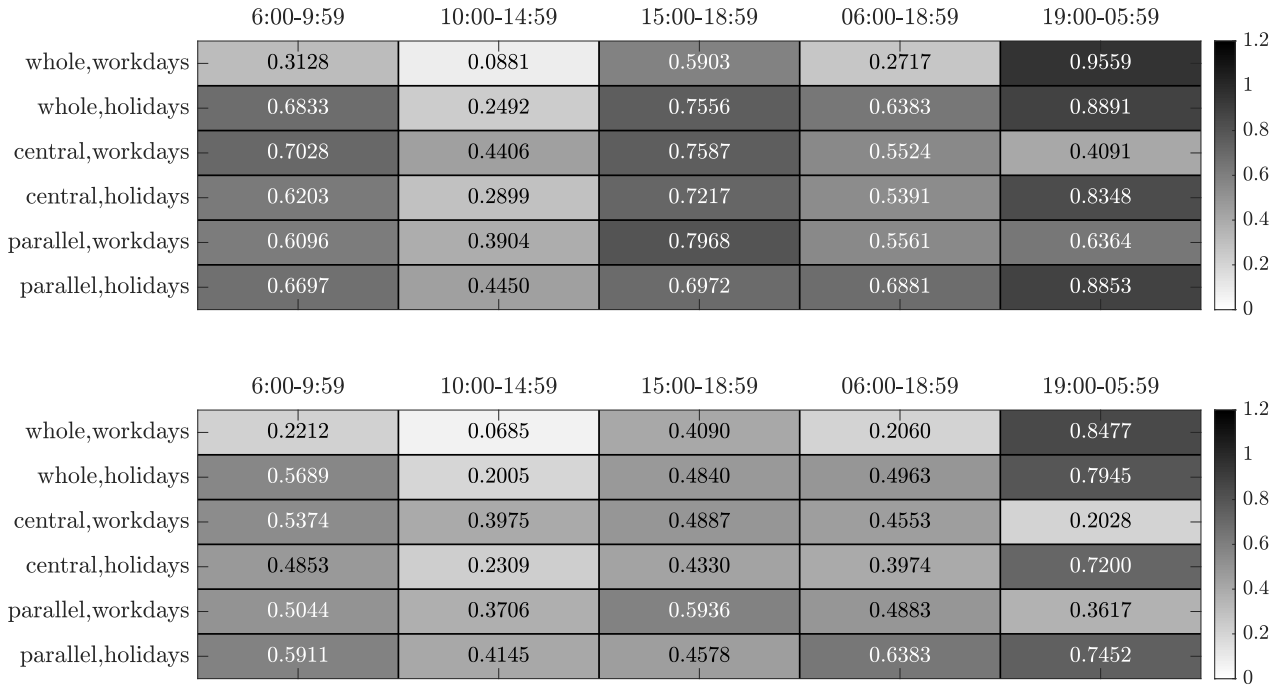 6:00-9:59 10:00-14:59 15:00-18:59 06:00-18:59 19:00-05:59
whole,workdays 0.3128 0.0881 0.5903 0.2717 0.9559
whole,holidays 0.6833 0.2492 0.7556 0.6383 0.8891
central,workdays 0.7028 0.4406 0.7587 0.5524 0.4091
central,holidays 0.6203 0.2899 0.7217 0.5391 0.8348
parallel,workdays 0.6096 0.3904 0.7968 0.5561 0.6364
parallel,holidays 0.6697 0.4450 0.6972 0.6881 0.8853
1.2
1
0.8
0.6
0.4
0.2
0
6:00-9:59 10:00-14:59 15:00-18:59 06:00-18:59 19:00-05:59
whole,workdays 0.2212 0.0685 0.4090 0.2060 0.8477
whole,holidays 0.5689 0.2005 0.4840 0.4963 0.7945
central,workdays 0.5374 0.3975 0.4887 0.4553 0.2028
central,holidays 0.4853 0.2309 0.4330 0.3974 0.7200
parallel,workdays 0.5044 0.3706 0.5936 0.4883 0.3617
parallel,holidays 0.5911 0.4145 0.4578 0.6383 0.7452
1.2
1
0.8
0.6
0.4
0.2
0